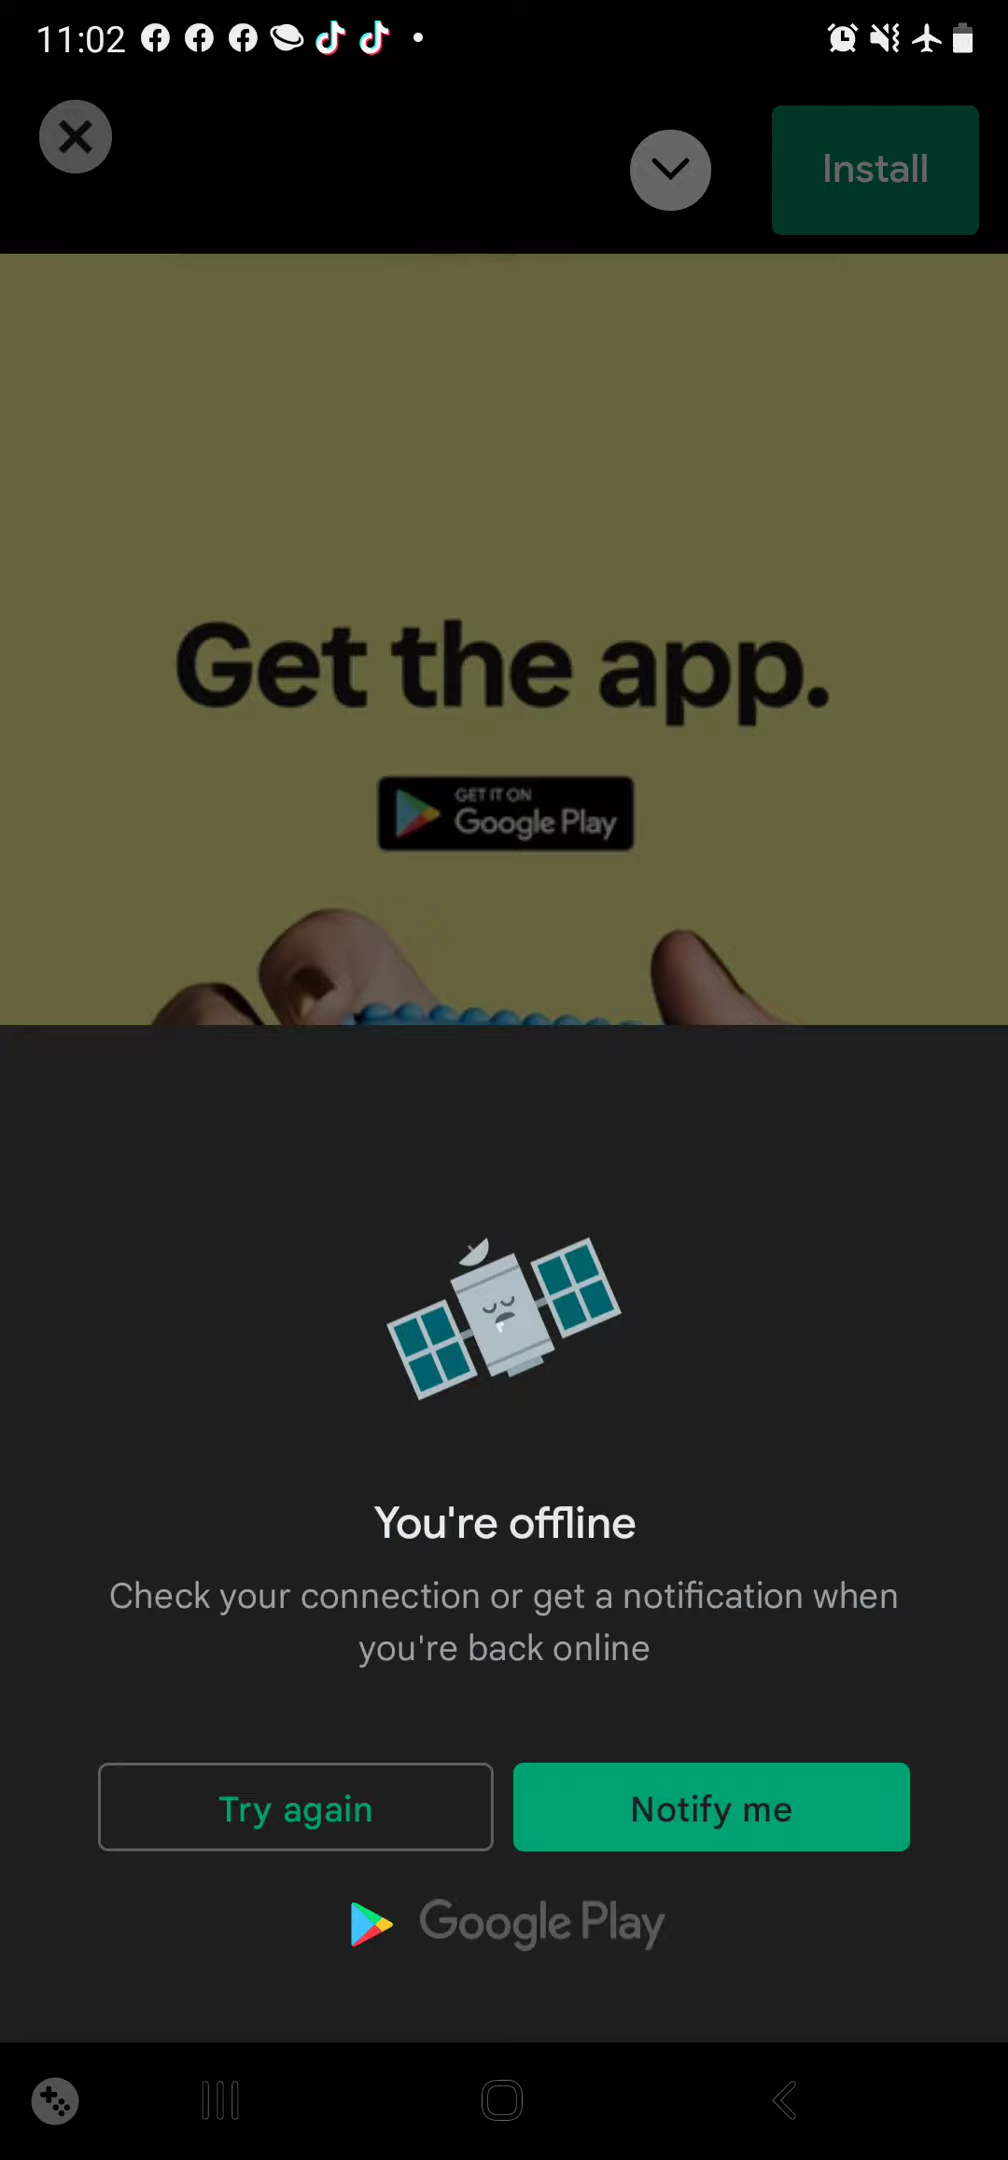 11:02
Install
Get the app.
GET IT ON
Google Play
You're offline
Check your connection or get a notification when
you're back online
Try again
Notify me
Google Play